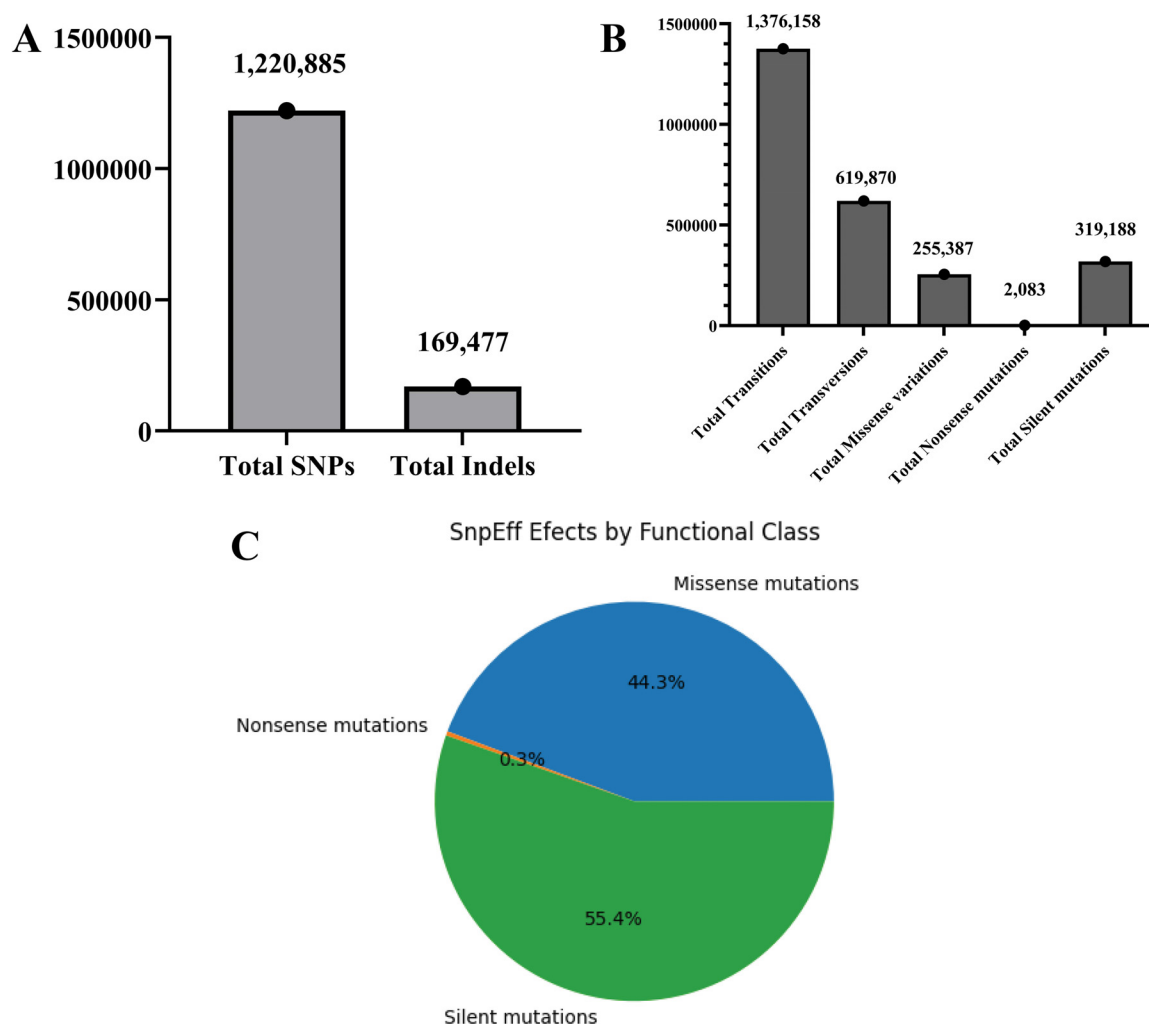 A
1500000
1000000
500000
0
1,220,885
169,477
Total SNPs
Total Indels
B
1500000
1000000
500000
0
1,376,158
619,870
255,387
2,083
319,188
Total Transitions
Total Transversions
Total Missense variations
Total Nonsense mutations
Total Silent mutations
C
SnpEff Efects by Functional Class
Missense mutations
44.3%
Nonsense mutations
0.3%
55.4%
Silent mutations